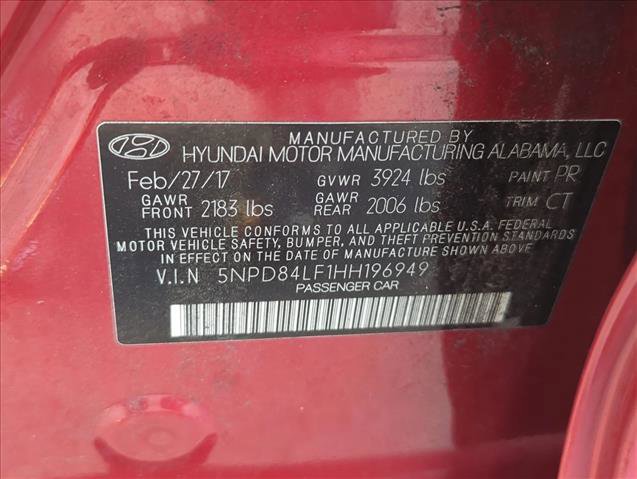 MANUFACTURED BY
HYUNDAI MOTOR MANUFACTURING ALABAMA, LLC
Feb/27/17 GVWR 3924 lbs PAINT PR
GAWR FRONT 2183 lbs GAWR REAR 2006 lbs TRIM CT
THIS VEHICLE CONFORMS TO ALL APPLICABLE U.S.A. FEDERAL
MOTOR VEHICLE SAFETY, BUMPER, AND THEFT PREVENTION STANDARDS
IN EFFECT ON THE DATE OF MANUFACTURE SHOWN ABOVE.
V.I.N 5NPD84LF1HH196949
PASSENGER CAR